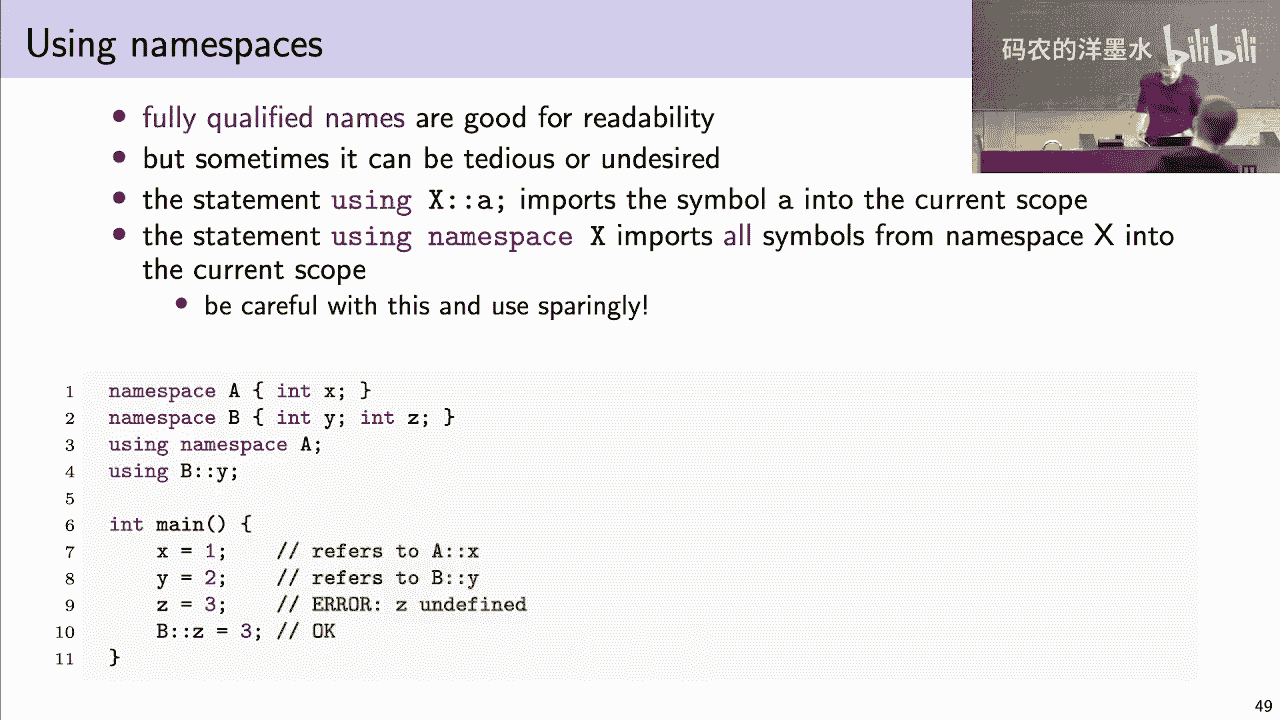 Using namespaces
码农的洋墨水 bilibili
• fully qualified names are good for readability
• but sometimes it can be tedious or undesired
• the statement using X::a; imports the symbol a into the current scope
• the statement using namespace X imports all symbols from namespace X into
the current scope
• be careful with this and use sparingly!
1 namespace A { int x; }
2 namespace B { int y; int z; }
3 using namespace A;
4 using B::y;
5
6 int main() {
7 x = 1; // refers to A::x
8 y = 2; // refers to B::y
9 z = 3; // ERROR: z undefined
10 B::z = 3; // OK
11 }
49